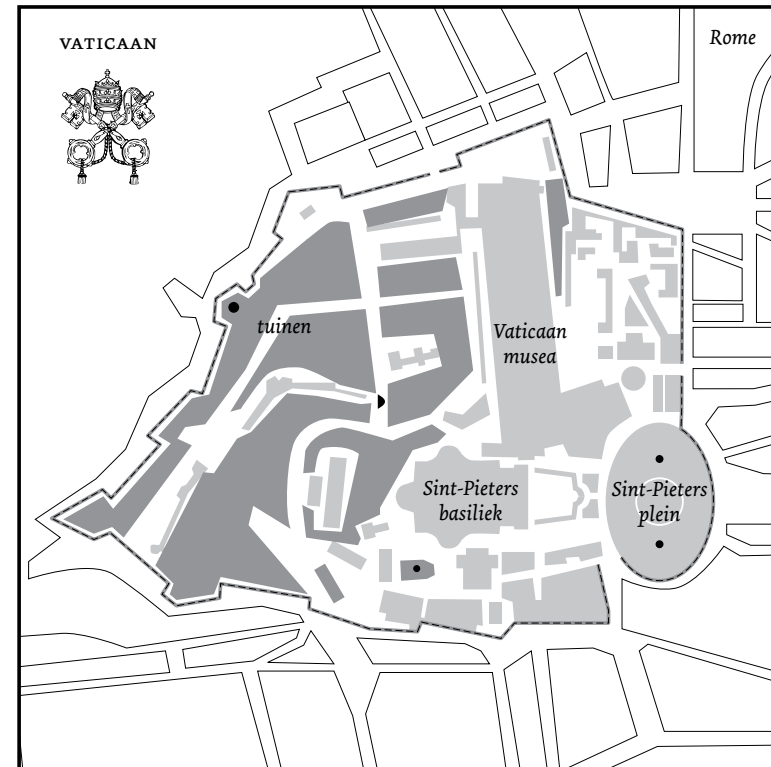 VATICAAN
Rome
tuinen
Vaticaan
musea
Sint-Pieters
basiliek
Sint-Pieters
plein